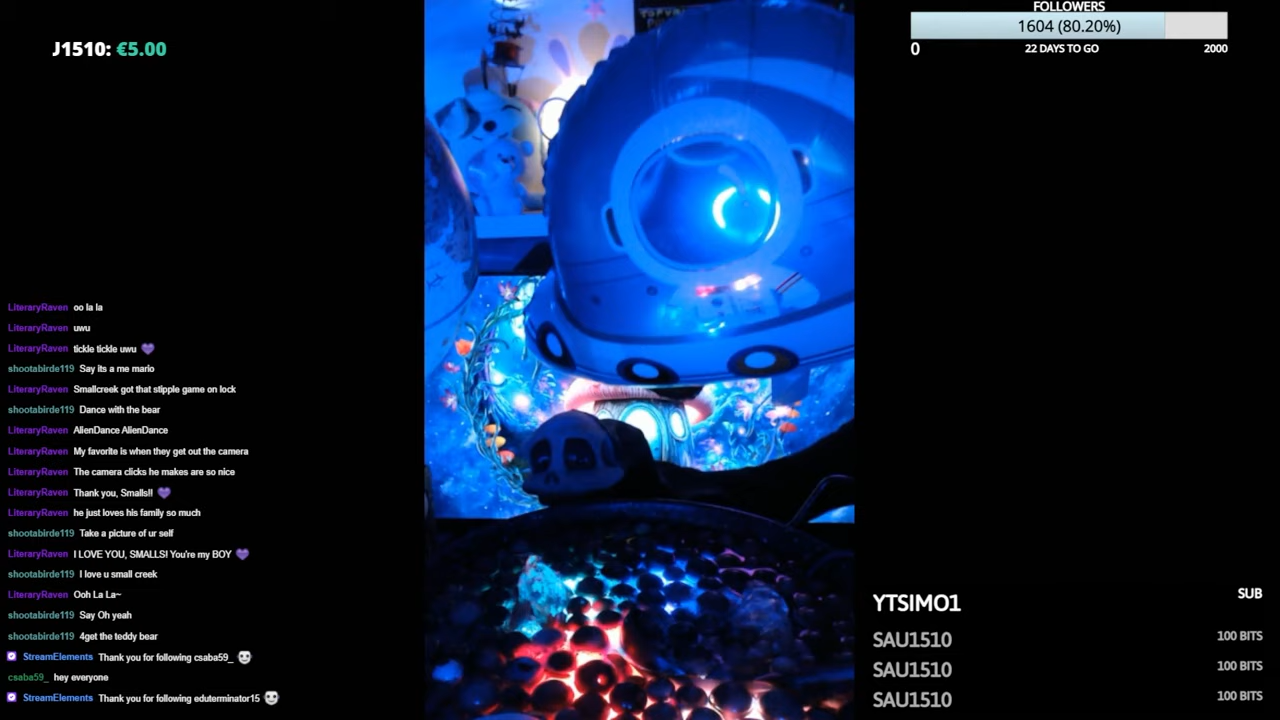 J1510: €5.00
FOLLOWERS
1604 (80.20%)
0 22 DAYS TO GO 2000
LiteraryRaven oo la la
LiteraryRaven uwu
LiteraryRaven tickle tickle uwu 💜
shootabirde119 Say its a me mario
LiteraryRaven Smallcreek got that stipple game on lock
shootabirde119 Dance with the bear
LiteraryRaven AlienDance AlienDance
LiteraryRaven My favorite is when they get out the camera
LiteraryRaven The camera clicks he makes are so nice
LiteraryRaven Thank you, Smalls!! 💜
LiteraryRaven he just loves his family so much
shootabirde119 Take a picture of ur self
LiteraryRaven I LOVE YOU, SMALLS! You're my BOY 💜
shootabirde119 I love u small creek
LiteraryRaven Ooh La La~
shootabirde119 Say Oh yeah
shootabirde119 4get the teddy bear
StreamElements Thank you for following csaba59_
csaba59_ hey everyone
StreamElements Thank you for following eduterminator15
YTSIMO1 SUB
SAU1510 100 BITS
SAU1510 100 BITS
SAU1510 100 BITS